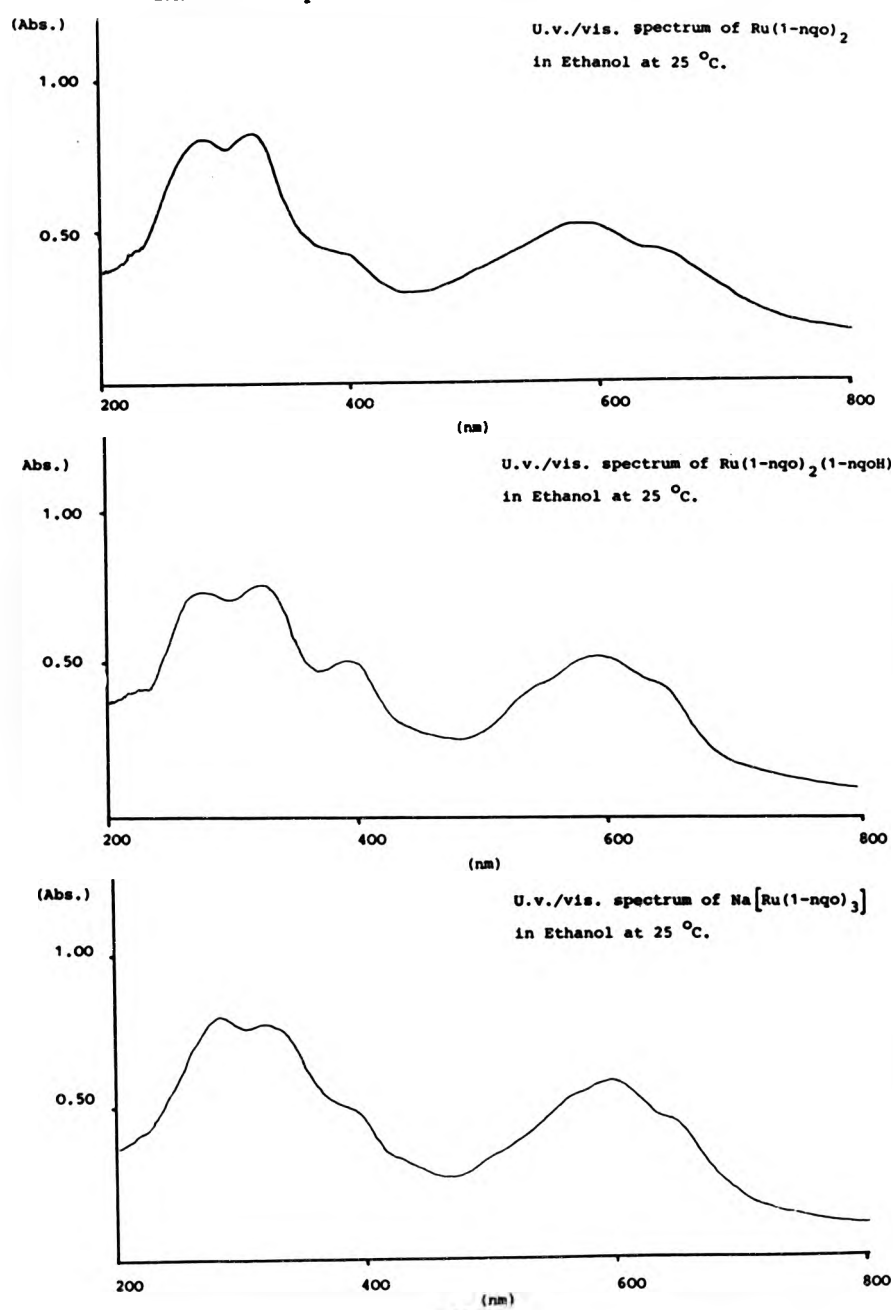 (Abs.)
U.v./vis. spectrum of Ru(1-nqo)2
in Ethanol at 25 °C.
1.00
0.50
200
400
600
800
(nm)
Abs.)
U.v./vis. spectrum of Ru(1-nqo)2(1-nqoH)
in Ethanol at 25 °C.
1.00
0.50
200
400
600
800
(nm)
(Abs.)
U.v./vis. spectrum of Na[Ru(1-nqo)3]
in Ethanol at 25 °C.
1.00
0.50
200
400
600
800
(nm)